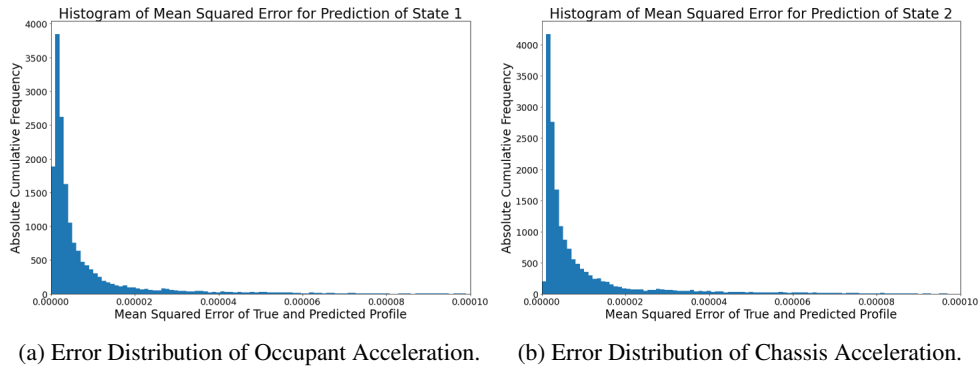 Histogram of Mean Squared Error for Prediction of State 1
Absolute Cumulative Frequency
4000
3500
3000
2500
2000
1500
1000
500
0
0.00000 0.00002 0.00004 0.00006 0.00008 0.00010
Mean Squared Error of True and Predicted Profile
(a) Error Distribution of Occupant Acceleration.
Histogram of Mean Squared Error for Prediction of State 2
Absolute Cumulative Frequency
4000
3500
3000
2500
2000
1500
1000
500
0
0.00000 0.00002 0.00004 0.00006 0.00008 0.00010
Mean Squared Error of True and Predicted Profile
(b) Error Distribution of Chassis Acceleration.